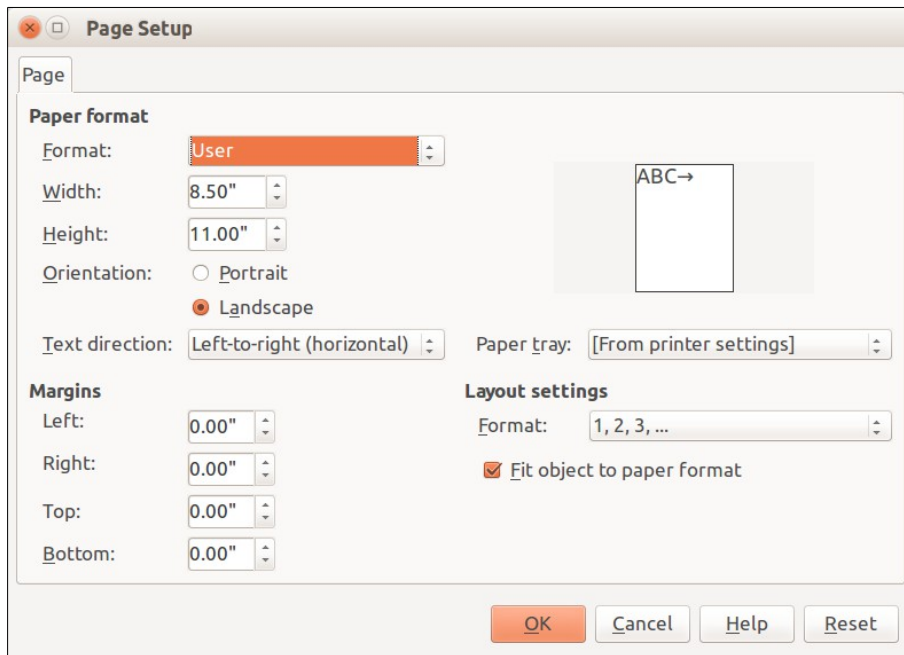 Page Setup
Page
Paper format
Format: User
Width: 8.50"
Height: 11.00"
Orientation: Portrait
Landscape
ABC→
Text direction: Left-to-right (horizontal) Paper tray: [From printer settings]
Margins Layout settings
Left: 0.00" Format: 1, 2, 3, ...
Right: 0.00" Fit object to paper format
Top: 0.00"
Bottom: 0.00"
OK Cancel Help Reset